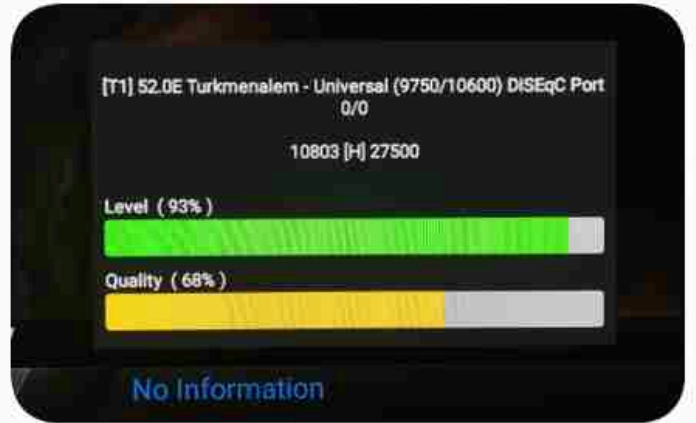 [T1] 52.0E Turkmenalem - Universal (9750/10600) DiSEqC Port
0/0
10803 [H] 27500
Level ( 93% )
Quality ( 68% )
No Information